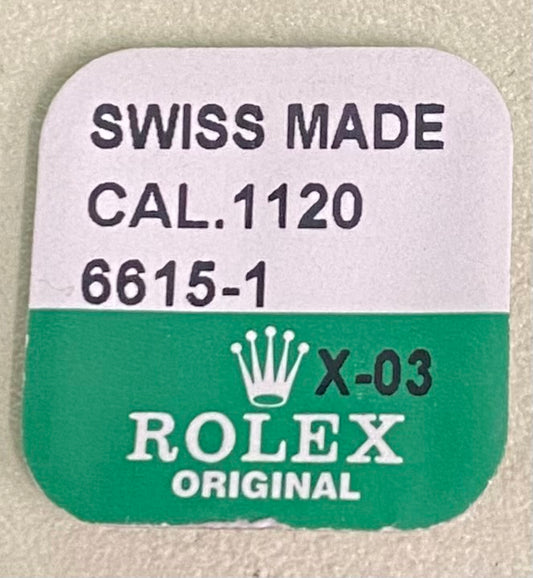 SWISS MADE
CAL.1120
6615-1
X-03
ROLEX
ORIGINAL